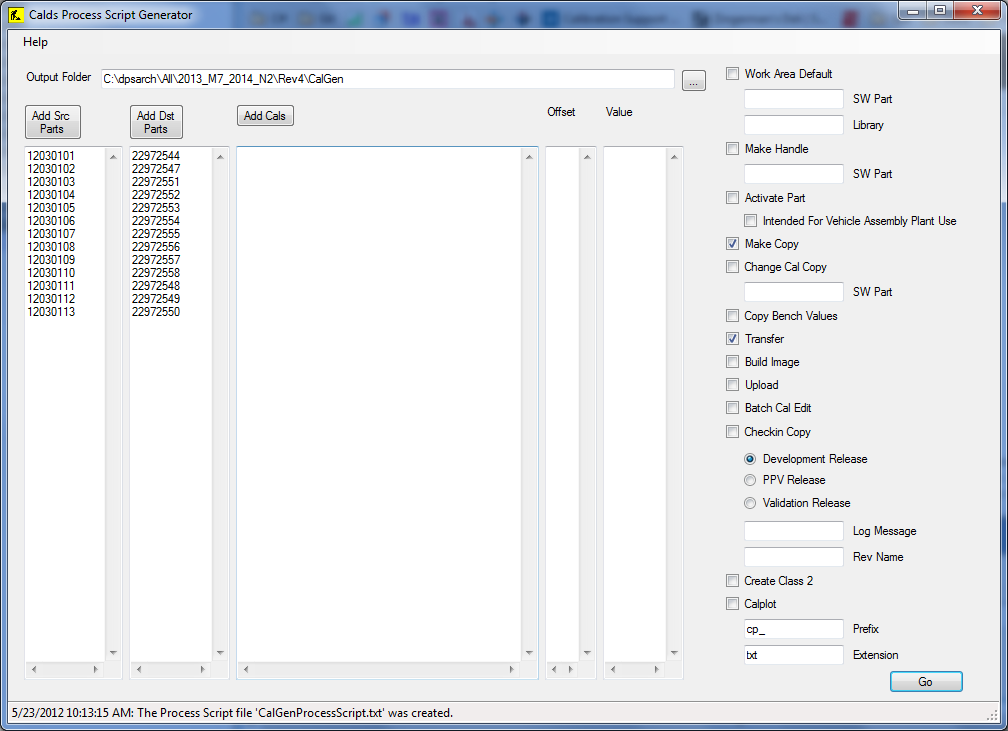 Calds Process Script Generator
Help
Output Folder C:\dpsarch\All\2013_M7_2014_N2\Rev4\CalGen ...
Add Src Parts
Add Dst Parts
Add Cals
Offset
Value
12030101
12030102
12030103
12030104
12030105
12030106
12030107
12030108
12030109
12030110
12030111
12030112
12030113
22972544
22972547
22972551
22972552
22972553
22972554
22972555
22972556
22972557
22972558
22972548
22972549
22972550
Work Area Default
SW Part
Library
Make Handle
SW Part
Activate Part
Intended For Vehicle Assembly Plant Use
Make Copy
Change Cal Copy
SW Part
Copy Bench Values
Transfer
Build Image
Upload
Batch Cal Edit
Checkin Copy
Development Release
PPV Release
Validation Release
Log Message
Rev Name
Create Class 2
Calplot
cp_ Prefix
txt Extension
Go
5/23/2012 10:13:15 AM: The Process Script file 'CalGenProcessScript.txt' was created.